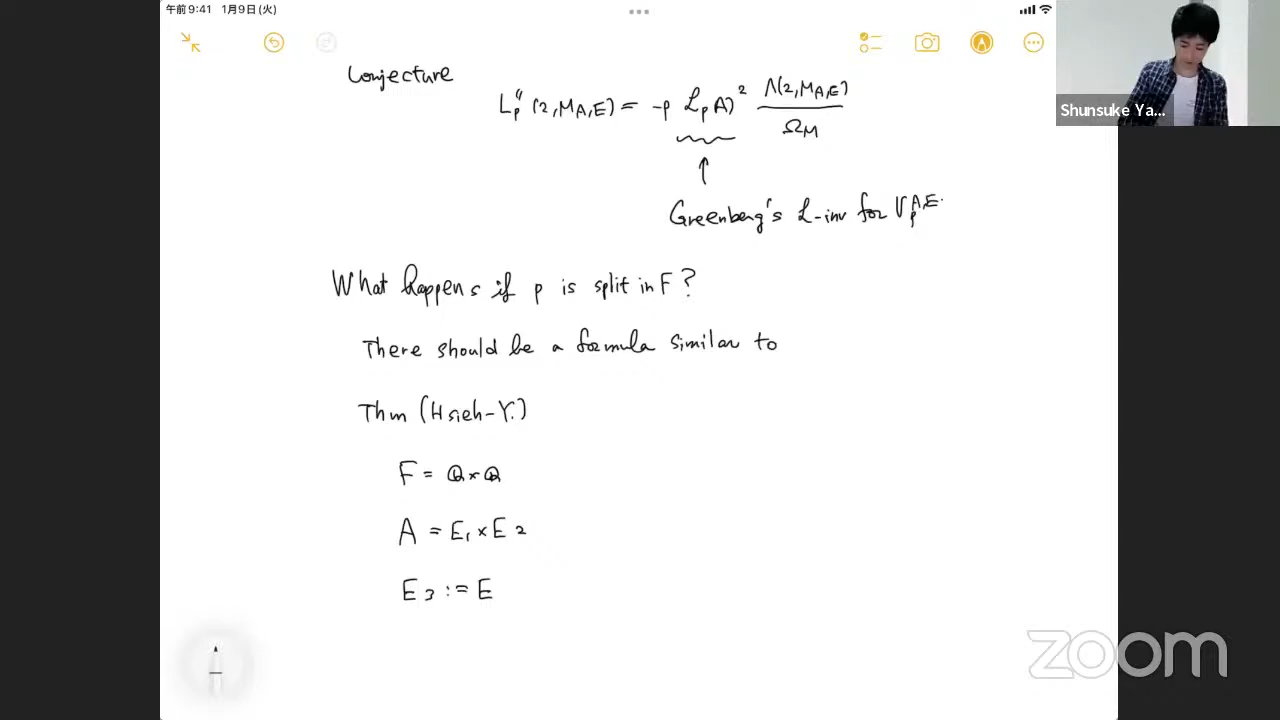 午前9:41 1月9日(火)
Shunsuke Ya...
Conjecture
L_p'' (2, M_{A,E}) = -p ℒ_p A)^2 Λ(2, M_{A,E}) / Ω_M
Greenberg's ℒ-inv for V_p^{A,E}.
What happens if p is split in F?
There should be a formula similar to
Thm (Hsieh-Y.)
F = ℚ × ℚ
A = E_1 × E_2
E_3 := E
zoom